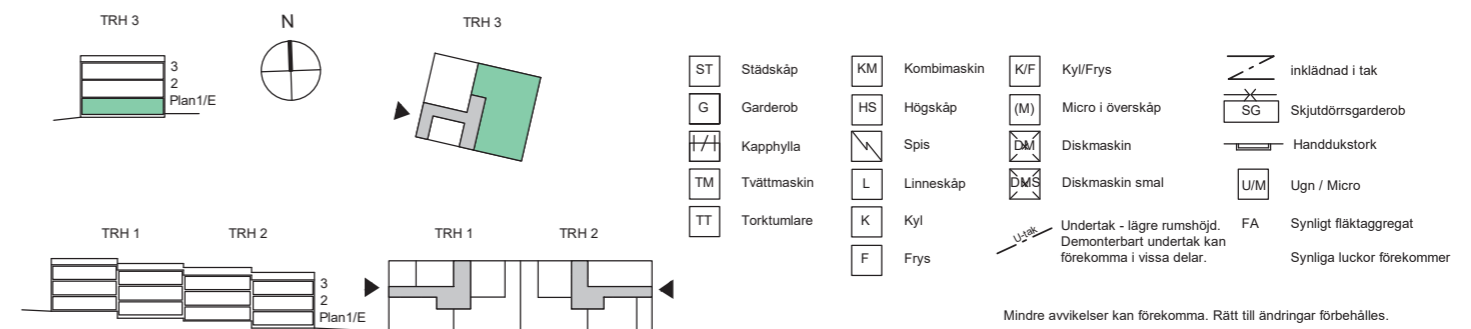 TRH 3
N
TRH 3
3
2
Plan1/E
ST Städskåp
G Garderob
Kapphylla
TM Tvättmaskin
TT Torktumlare
KM Kombimaskin
HS Högskåp
Spis
L Linneskåp
K Kyl
F Frys
K/F Kyl/Frys
(M) Micro i överskåp
DM Diskmaskin
DMS Diskmaskin smal
U-tak Undertak - lägre rumshöjd.
Demonterbart undertak kan
förekomma i vissa delar.
inklädnad i tak
SG Skjutdörrsgarderob
Handdukstork
U/M Ugn / Micro
FA Synligt fläktaggregat
Synliga luckor förekommer
TRH 1 TRH 2
3
2
Plan1/E
TRH 1 TRH 2
Mindre avvikelser kan förekomma. Rätt till ändringar förbehålles.